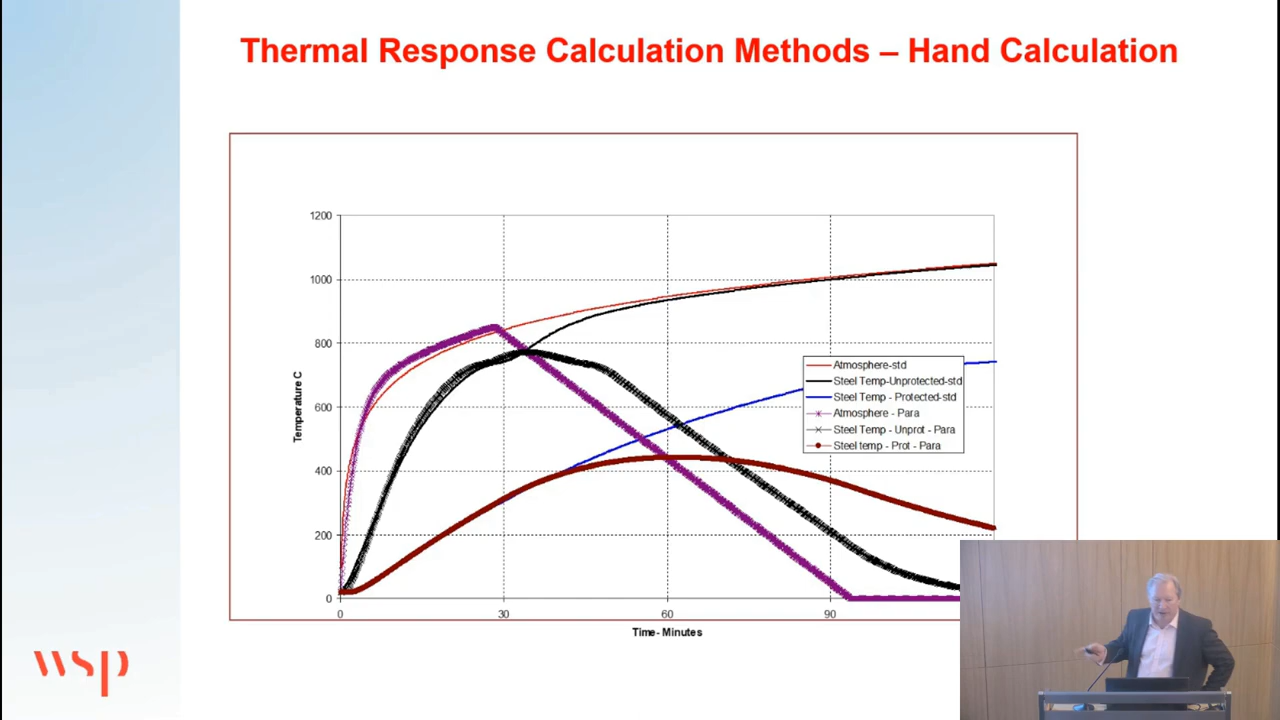 Thermal Response Calculation Methods – Hand Calculation
1200
1000
800
600
400
200
0
Temperature C
Atmosphere-std
Steel Temp-Unprotected-std
Steel Temp - Protected-std
Atmosphere - Para
Steel Temp - Unprot - Para
Steel temp - Prot - Para
0
30
60
90
Time- Minutes
wsp